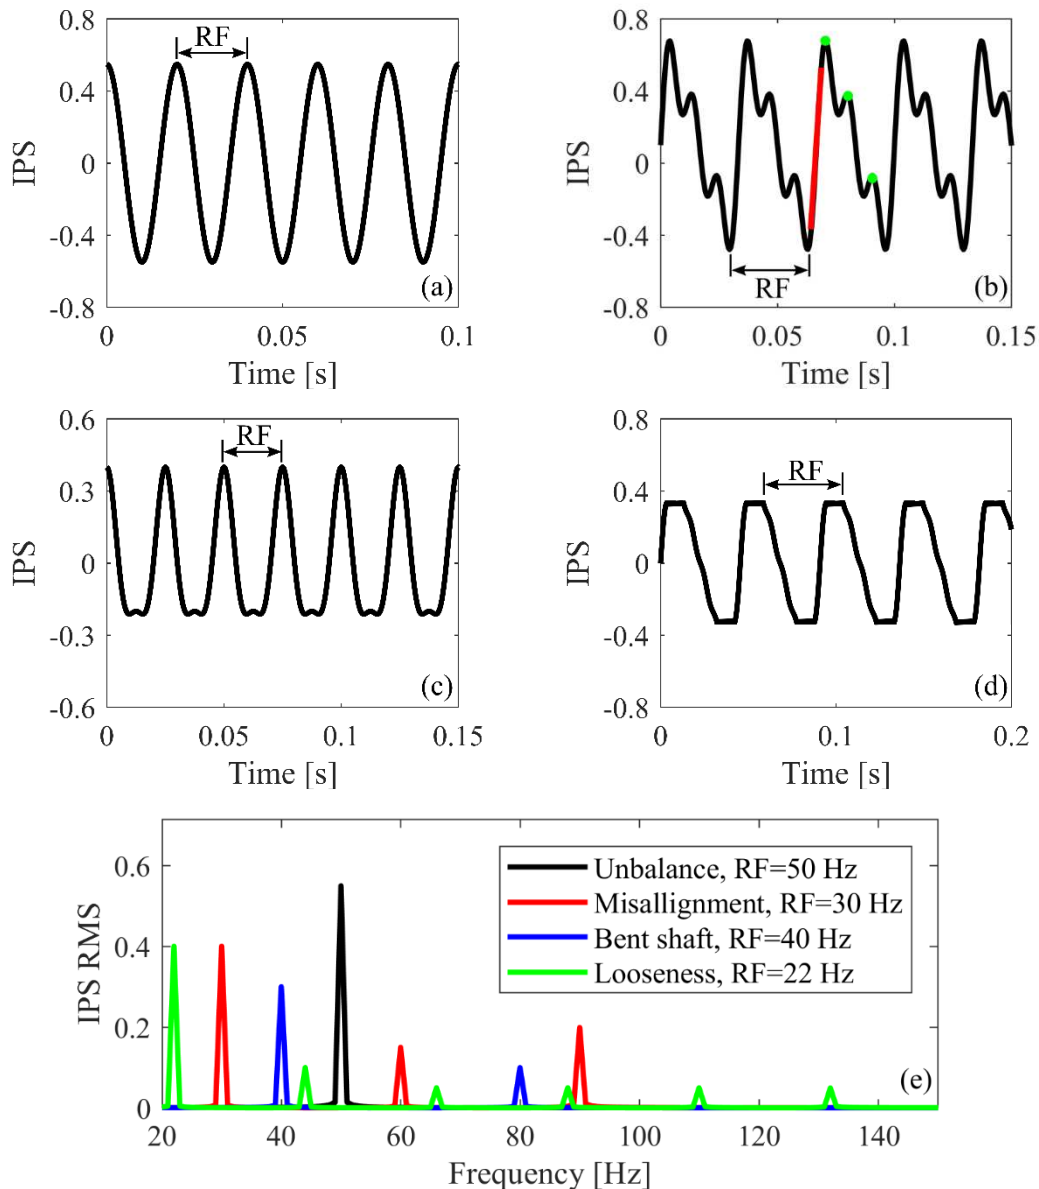 0.8
0.4
0
-0.4
-0.8
IPS
RF
(a)
0
0.05
0.1
Time [s]
0.8
0.4
0
-0.4
-0.8
IPS
RF
(b)
0
0.05
0.1
0.15
Time [s]
0.6
0.3
0
-0.3
-0.6
IPS
RF
(c)
0
0.05
0.1
0.15
Time [s]
0.8
0.4
0
-0.4
-0.8
IPS
RF
(d)
0
0.1
0.2
Time [s]
0.6
0.4
0.2
0
IPS RMS
Unbalance, RF=50 Hz
Misallignment, RF=30 Hz
Bent shaft, RF=40 Hz
Looseness, RF=22 Hz
(e)
20
40
60
80
100
120
140
Frequency [Hz]